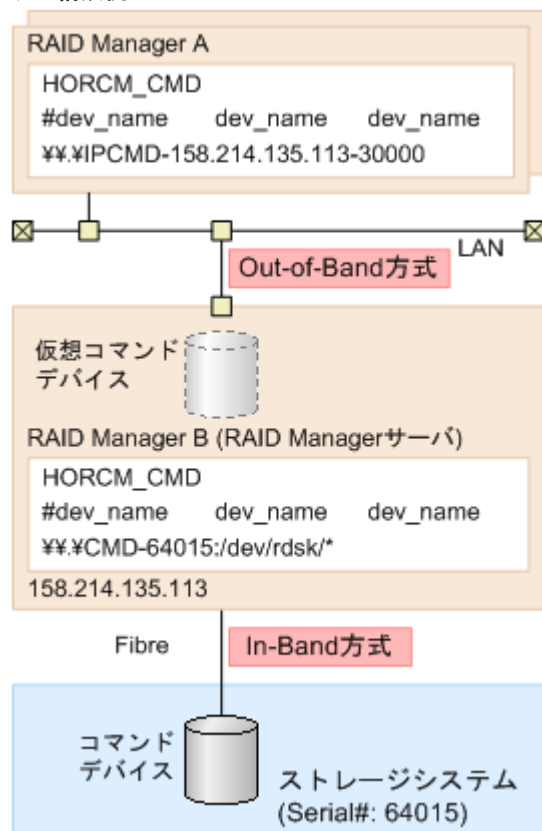 RAID Manager A
HORCM_CMD
#dev_name dev_name dev_name
¥¥.¥IPCMD-158.214.135.113-30000
LAN
Out-of-Band方式
仮想コマンド
デバイス
RAID Manager B (RAID Managerサーバ)
HORCM_CMD
#dev_name dev_name dev_name
¥¥.¥CMD-64015:/dev/rdsk/*
158.214.135.113
Fibre
In-Band方式
コマンド
デバイス
ストレージシステム
(Serial#: 64015)